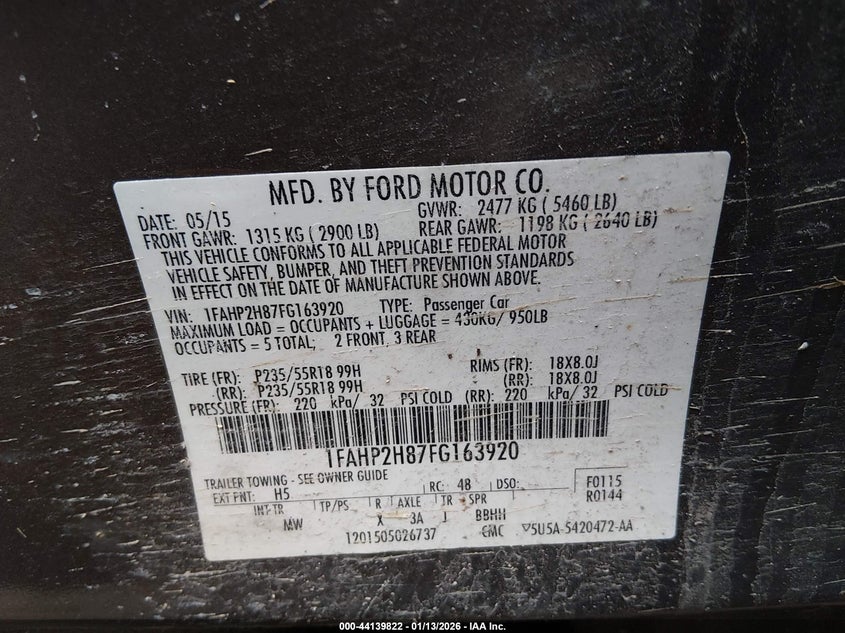 MFD. BY FORD MOTOR CO.
DATE: 05/15 GVWR: 2477 KG ( 5460 LB)
FRONT GAWR: 1315 KG ( 2900 LB) REAR GAWR: 1198 KG ( 2640 LB)
THIS VEHICLE CONFORMS TO ALL APPLICABLE FEDERAL MOTOR
VEHICLE SAFETY, BUMPER, AND THEFT PREVENTION STANDARDS
IN EFFECT ON THE DATE OF MANUFACTURE SHOWN ABOVE.
VIN: 1FAHP2H87FG163920 TYPE: Passenger Car
MAXIMUM LOAD = OCCUPANTS + LUGGAGE = 430KG/ 950LB
OCCUPANTS = 5 TOTAL; 2 FRONT, 3 REAR
TIRE (FR): P235/55R18 99H RIMS (FR): 18X8.0J
(RR): P235/55R18 99H (RR): 18X8.0J
PRESSURE (FR): 220 kPa/ 32 PSI COLD (RR): 220 kPa/ 32 PSI COLD
1FAHP2H87FG163920
TRAILER TOWING - SEE OWNER GUIDE F0115
EXT PNT: H5 RC: 48 DSO: R0144
INT TR TP/PS R AXLE TR SPR
MW X 3A J BBHH
1201505026737 CMC ▽5U5A-5420472-AA
000-44139822 - 01/13/2026 - IAA Inc.